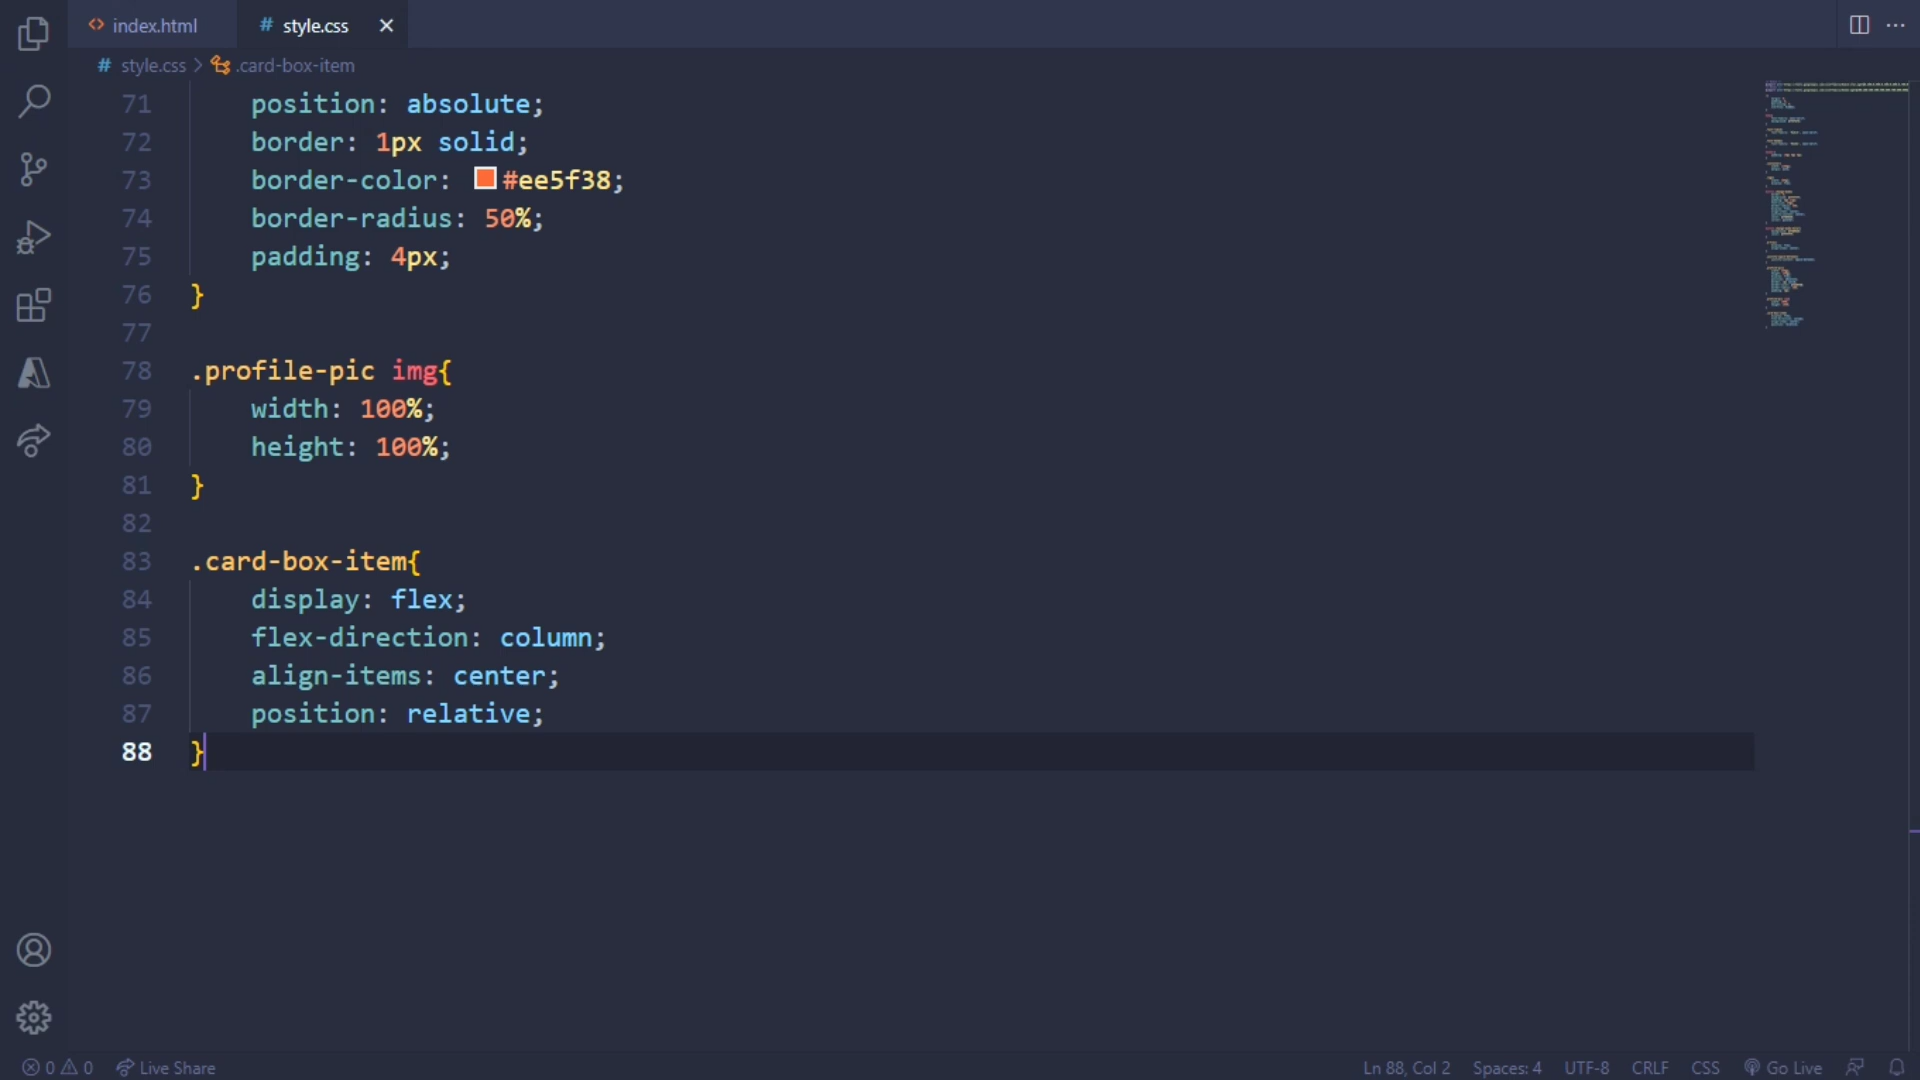 index.html
style.css
style.css > .card-box-item
71 position: absolute;
72 border: 1px solid;
73 border-color: #ee5f38;
74 border-radius: 50%;
75 padding: 4px;
76 }
77
78 .profile-pic img{
79 width: 100%;
80 height: 100%;
81 }
82
83 .card-box-item{
84 display: flex;
85 flex-direction: column;
86 align-items: center;
87 position: relative;
88 }
0 0 Live Share Ln 88, Col 2 Spaces: 4 UTF-8 CRLF CSS Go Live